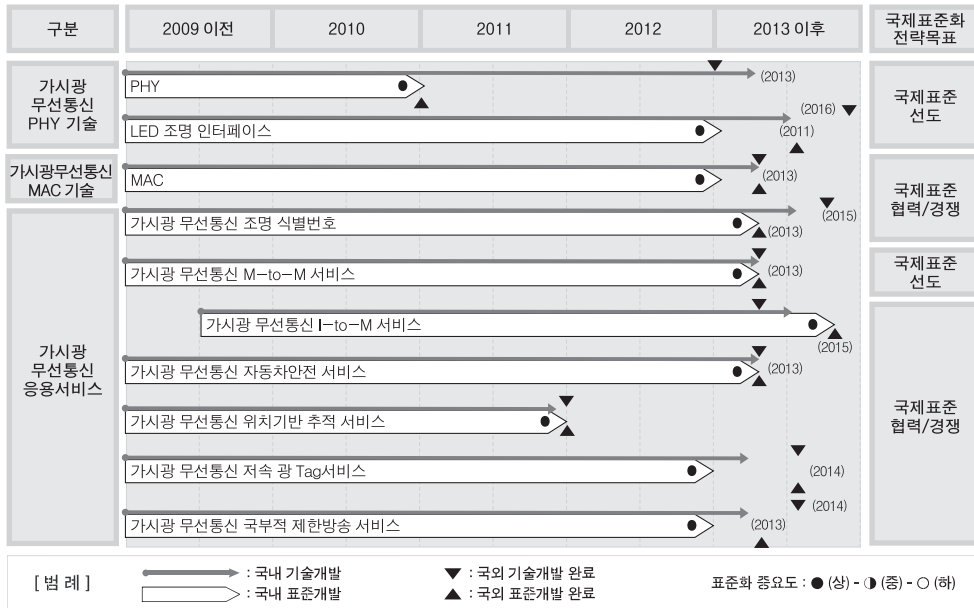 구분
2009 이전
2010
2011
2012
2013 이후
국제표준화
전략목표
가시광
무선통신
PHY 기술
PHY
(2013)
(2016)
LED 조명 인터페이스
(2011)
국제표준
선도
가시광무선통신
MAC 기술
MAC
(2013)
국제표준
협력/경쟁
가시광
무선통신
응용서비스
가시광 무선통신 조명 식별번호
(2015)
(2013)
가시광 무선통신 M-to-M 서비스
(2013)
국제표준
선도
가시광 무선통신 I-to-M 서비스
(2015)
가시광 무선통신 자동차안전 서비스
(2013)
가시광 무선통신 위치기반 추적 서비스
국제표준
협력/경쟁
가시광 무선통신 저속 광 Tag서비스
(2014)
(2014)
가시광 무선통신 국부적 제한방송 서비스
(2013)
[ 범 례 ]
: 국내 기술개발
: 국내 표준개발
▼ : 국외 기술개발 완료
▲ : 국외 표준개발 완료
표준화 중요도 : ● (상) - ◑ (중) - ○ (하)